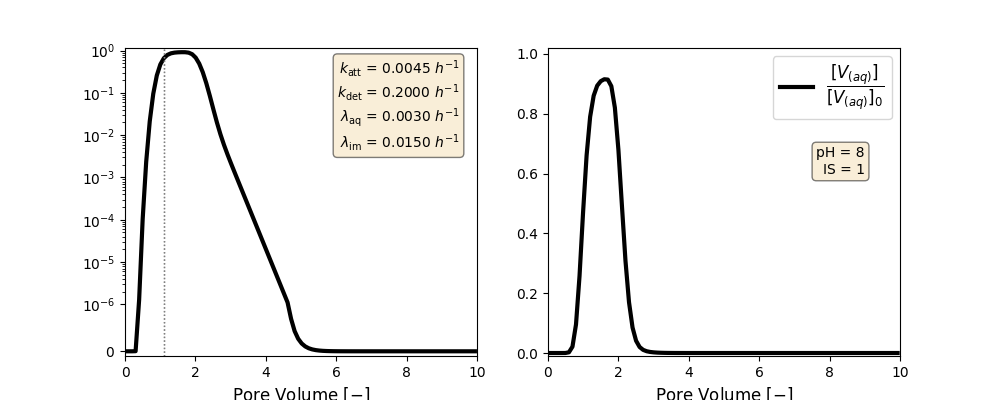 10^0
10^-1
10^-2
10^-3
10^-4
10^-5
10^-6
0
k_att = 0.0045 h^-1
k_det = 0.2000 h^-1
λ_aq = 0.0030 h^-1
λ_im = 0.0150 h^-1
0 2 4 6 8 10
Pore Volume [−]
1.0
0.8
0.6
0.4
0.2
0.0
[V_(aq)]
[V_(aq)]_0
pH = 8
IS = 1
0 2 4 6 8 10
Pore Volume [−]